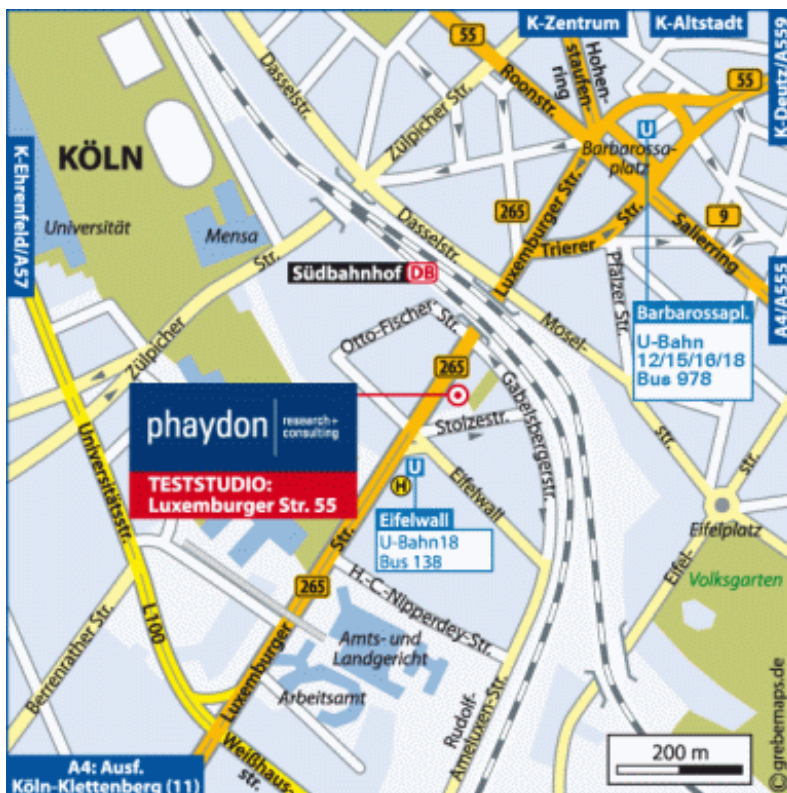 K-Zentrum
K-Altstadt
K-Deutz/A559
55
Roonstr.
Hohen-
staufen-
ring
55
Dasselstr.
Zülpicher Str.
U
Barbarossa-
platz
KÖLN
K-Ehrenfeld/A57
Universität
Mensa
265
Luxemburger Str.
Trierer Str.
9
Sallerring
Dasselstr.
Pfälzer Str.
A4/A555
Südbahnhof DB
Zülpicher
Str.
Otto-Fischer Str.
Mosel-
str.
Barbarossapl.
U-Bahn
12/15/16/18
Bus 978
265
phaydon
research+
consulting
TESTSTUDIO:
Luxemburger Str. 55
Stolzestr.
Gabelsbergerstr.
Universitätsstr.
Eifelwall
U
H
Eifelwall
U-Bahn18
Bus 138
Eifelplatz
Eifel-
str.
Volksgarten
265
H.-C.-Nipperdey-Str.
L100
Luxemburger
Str.
Amts- und
Landgericht
Arbeitsamt
Berrenrather Str.
Rudolf-
Ameluxen-Str.
Weißhaus-
str.
A4: Ausf.
Köln-Klettenberg (11)
200 m
© grebemaps.de